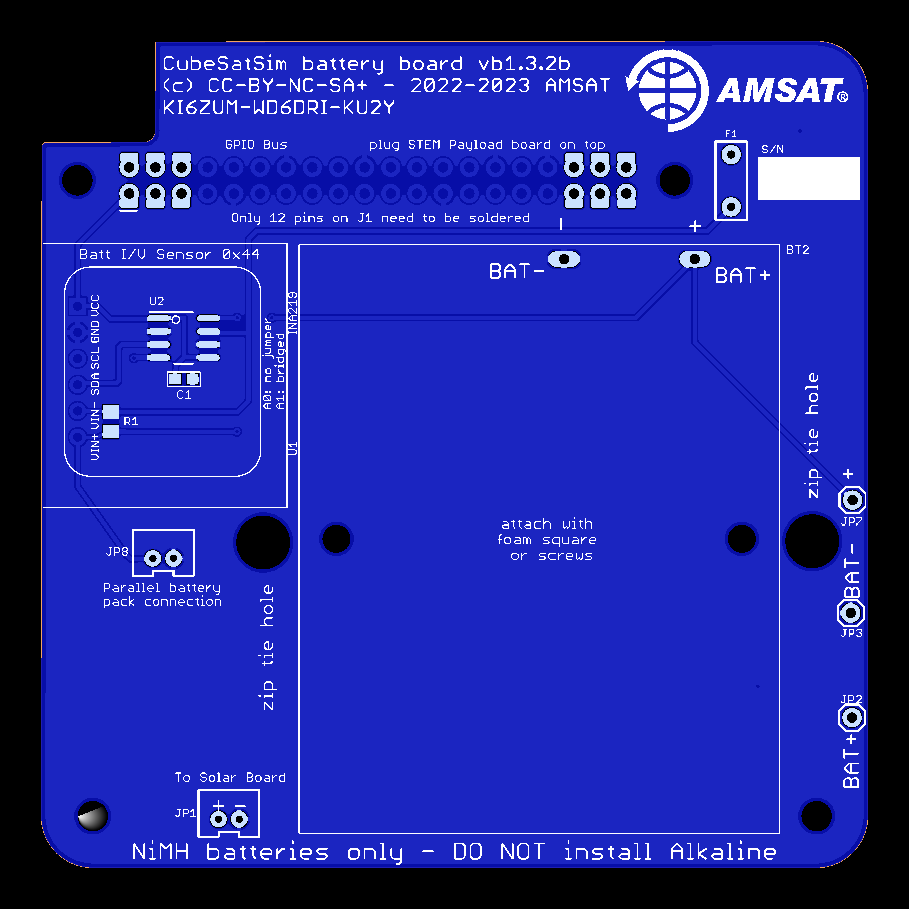 CubeSatSim battery board vb1.3.2b
(c) CC-BY-NC-SA+ - 2022-2023 AMSAT
KI6ZUM-WD6DRI-KU2Y
AMSAT®
F1
S/N
GPIO Bus
plug STEM Payload board on top
Only 12 pins on J1 need to be soldered
- +
BAT-
BAT+
BT2
Batt I/V Sensor 0x44
U2
VCC
GND
SCL
SDA
VIN-
VIN+
C1
R1
A0: no jumper
A1: bridged
INA219
U1
zip tie hole
+
JP7
BAT-
JP3
JP2
BAT+
attach with
foam square
or screws
JP8
Parallel battery
pack connection
zip tie hole
To Solar Board
JP1
+ -
NiMH batteries only - DO NOT install Alkaline